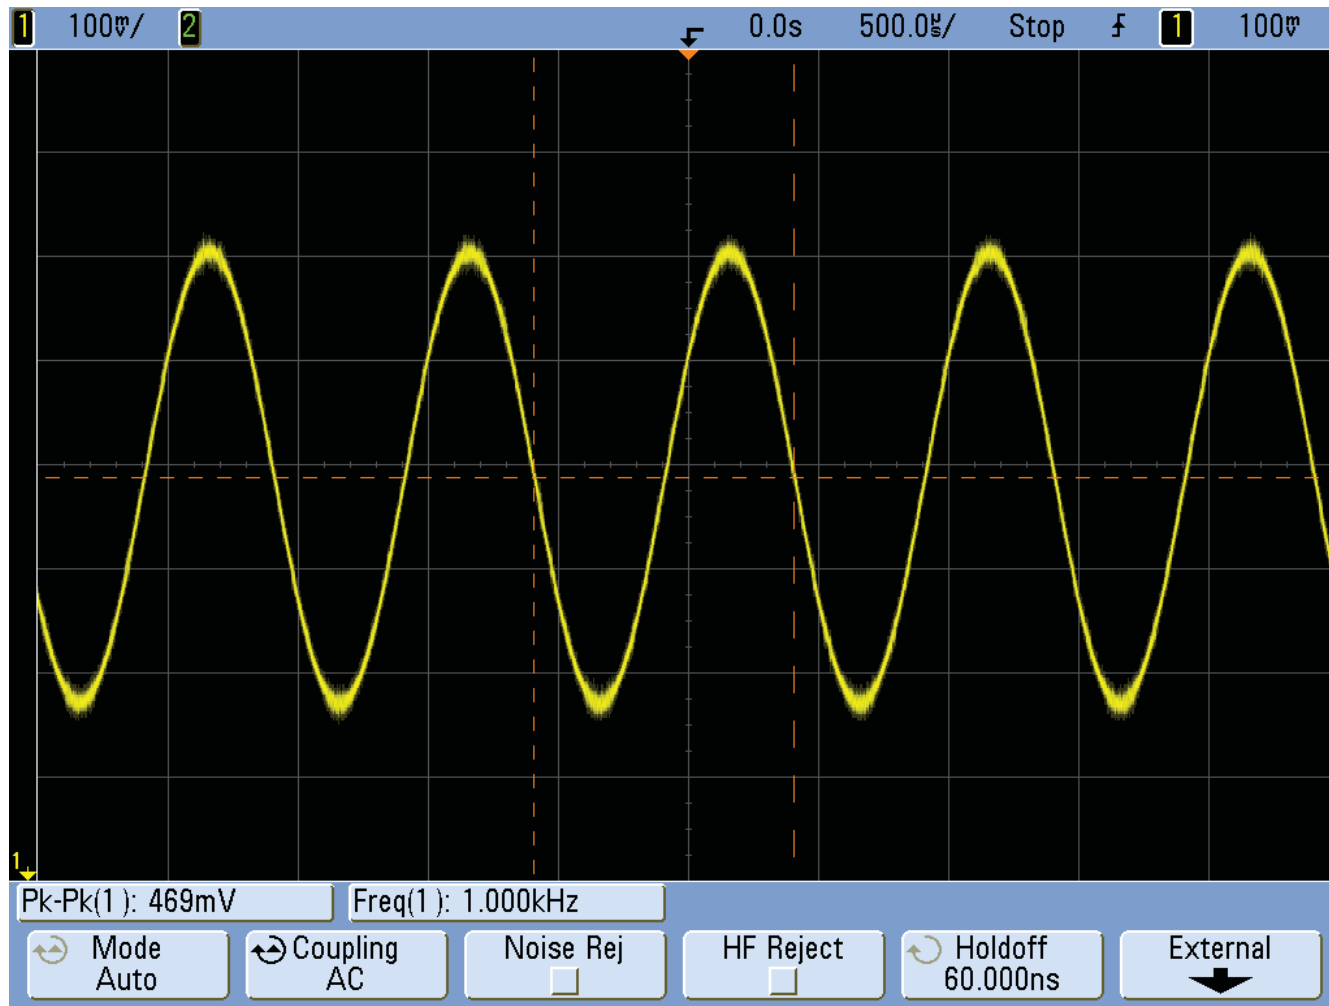 1 100mV/ 2 0.0s 500.0µs/ Stop 1 100mV
1
Pk-Pk(1): 469mV Freq(1): 1.000kHz
Mode Coupling Noise Rej HF Reject Holdoff External
Auto AC 60.000ns